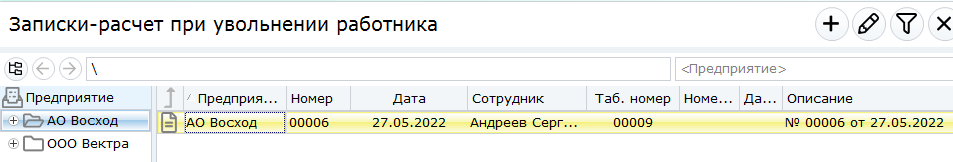 Записки-расчет при увольнении работника
\ <Предприятие>
Предприятие Предприя... Номер Дата Сотрудник Таб. номер Номе... Да... Описание
АО Восход АО Восход 00006 27.05.2022 Андреев Серг... 00009 № 00006 от 27.05.2022
ООО Вектра